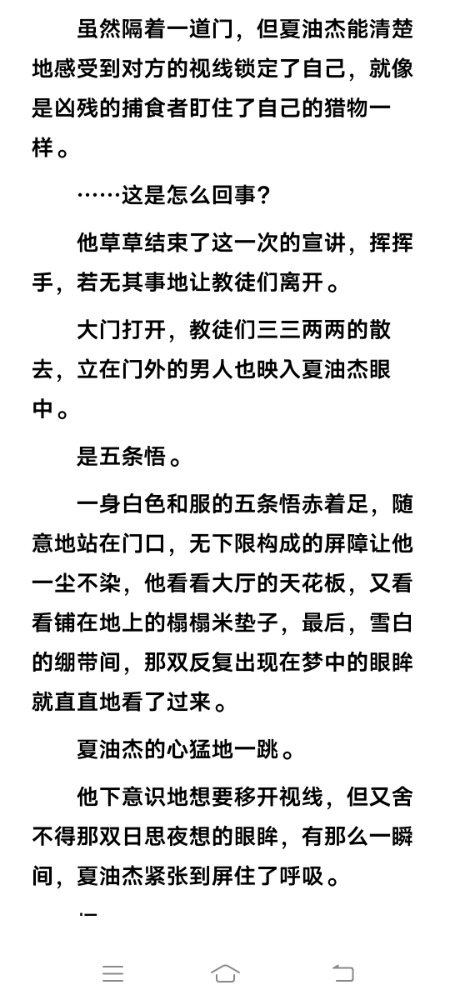 虽然隔着一道门，但夏油杰能清楚
地感受到对方的视线锁定了自己，就像
是凶残的捕食者盯住了自己的猎物一
样。
……这是怎么回事？
他草草结束了这一次的宣讲，挥挥
手，若无其事地让教徒们离开。
大门打开，教徒们三三两两的散
去，立在门外的男人也映入夏油杰眼
中。
是五条悟。
一身白色和服的五条悟赤着足，随
意地站在门口，无下限构成的屏障让他
一尘不染，他看看大厅的天花板，又看
看铺在地上的榻榻米垫子，最后，雪白
的绷带间，那双反复出现在梦中的眼眸
就直直地看了过来。
夏油杰的心猛地一跳。
他下意识地想要移开视线，但又舍
不得那双日思夜想的眼眸，有那么一瞬
间，夏油杰紧张到屏住了呼吸。